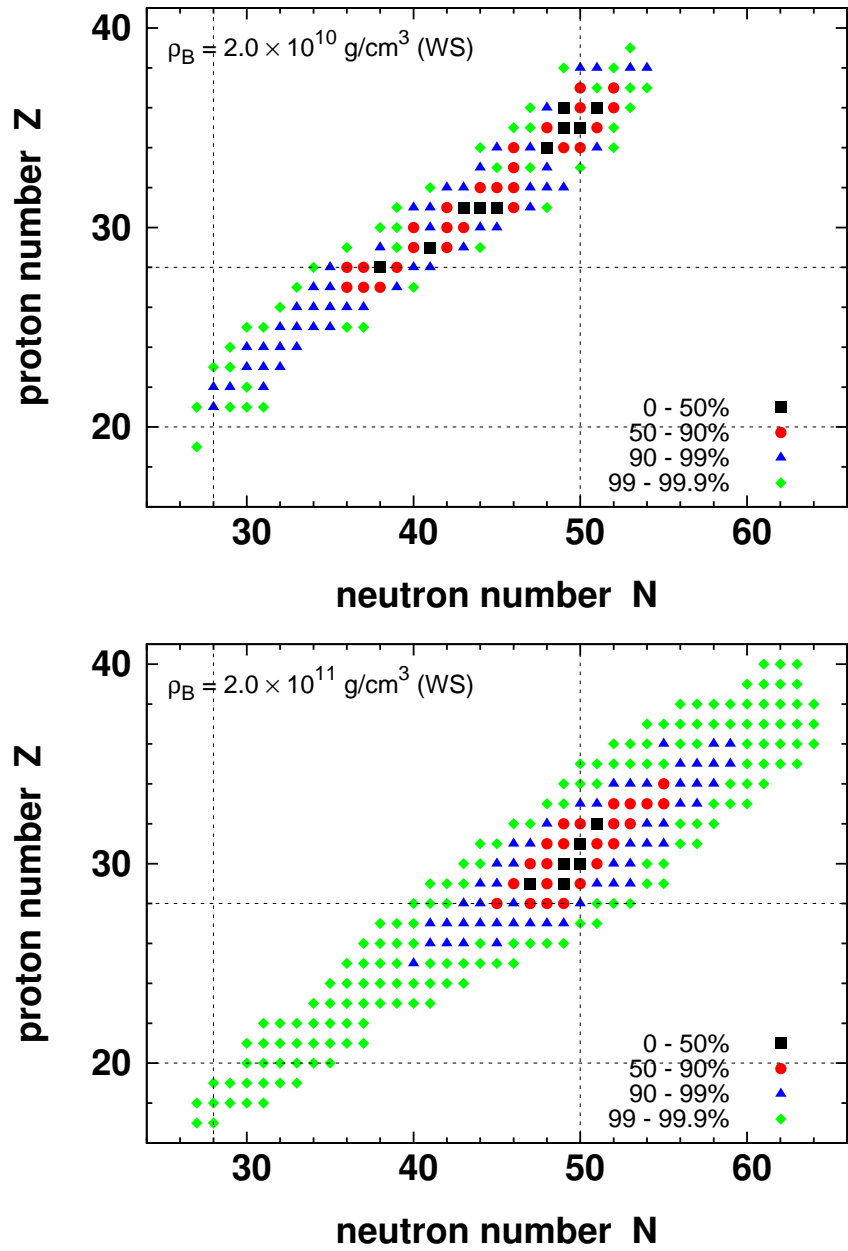 ρB = 2.0 × 10^10 g/cm^3 (WS)
40
30
20
proton number Z
0 - 50%
50 - 90%
90 - 99%
99 - 99.9%
30 40 50 60
neutron number N
ρB = 2.0 × 10^11 g/cm^3 (WS)
40
30
20
proton number Z
0 - 50%
50 - 90%
90 - 99%
99 - 99.9%
30 40 50 60
neutron number N